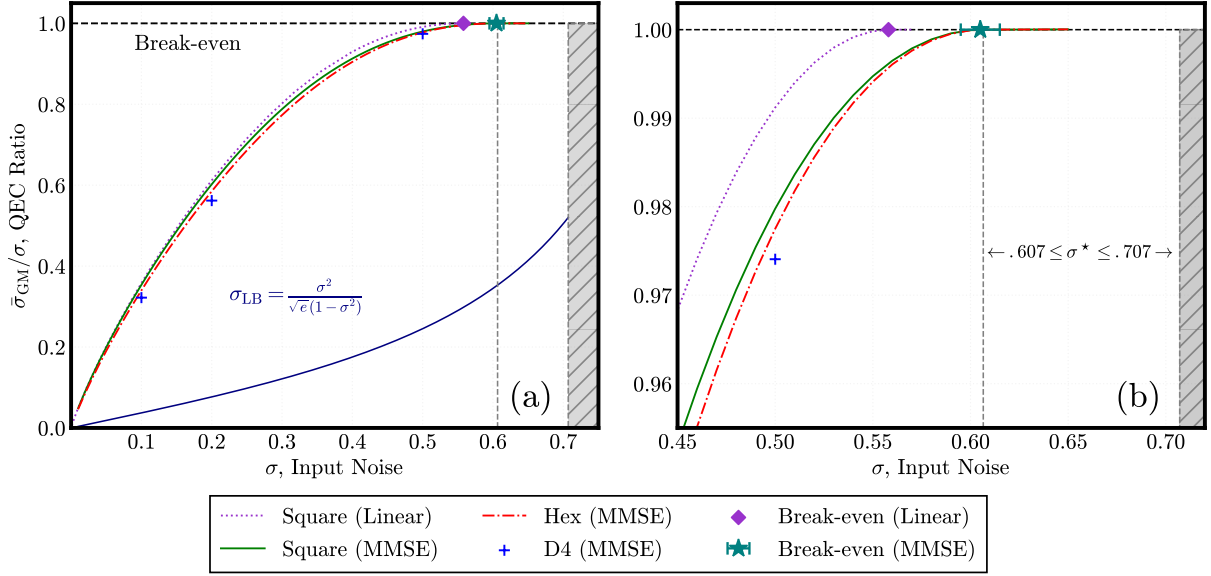 1.0
0.8
0.6
0.4
0.2
0.0
σ̄_GM/σ, QEC Ratio
Break-even
σ_LB = σ²/(√e(1−σ²))
(a)
0.1 0.2 0.3 0.4 0.5 0.6 0.7
σ, Input Noise
1.00
0.99
0.98
0.97
0.96
←.607 ≤ σ* ≤ .707→
(b)
0.45 0.50 0.55 0.60 0.65 0.70
σ, Input Noise
Square (Linear) Hex (MMSE) Break-even (Linear)
Square (MMSE) D4 (MMSE) Break-even (MMSE)